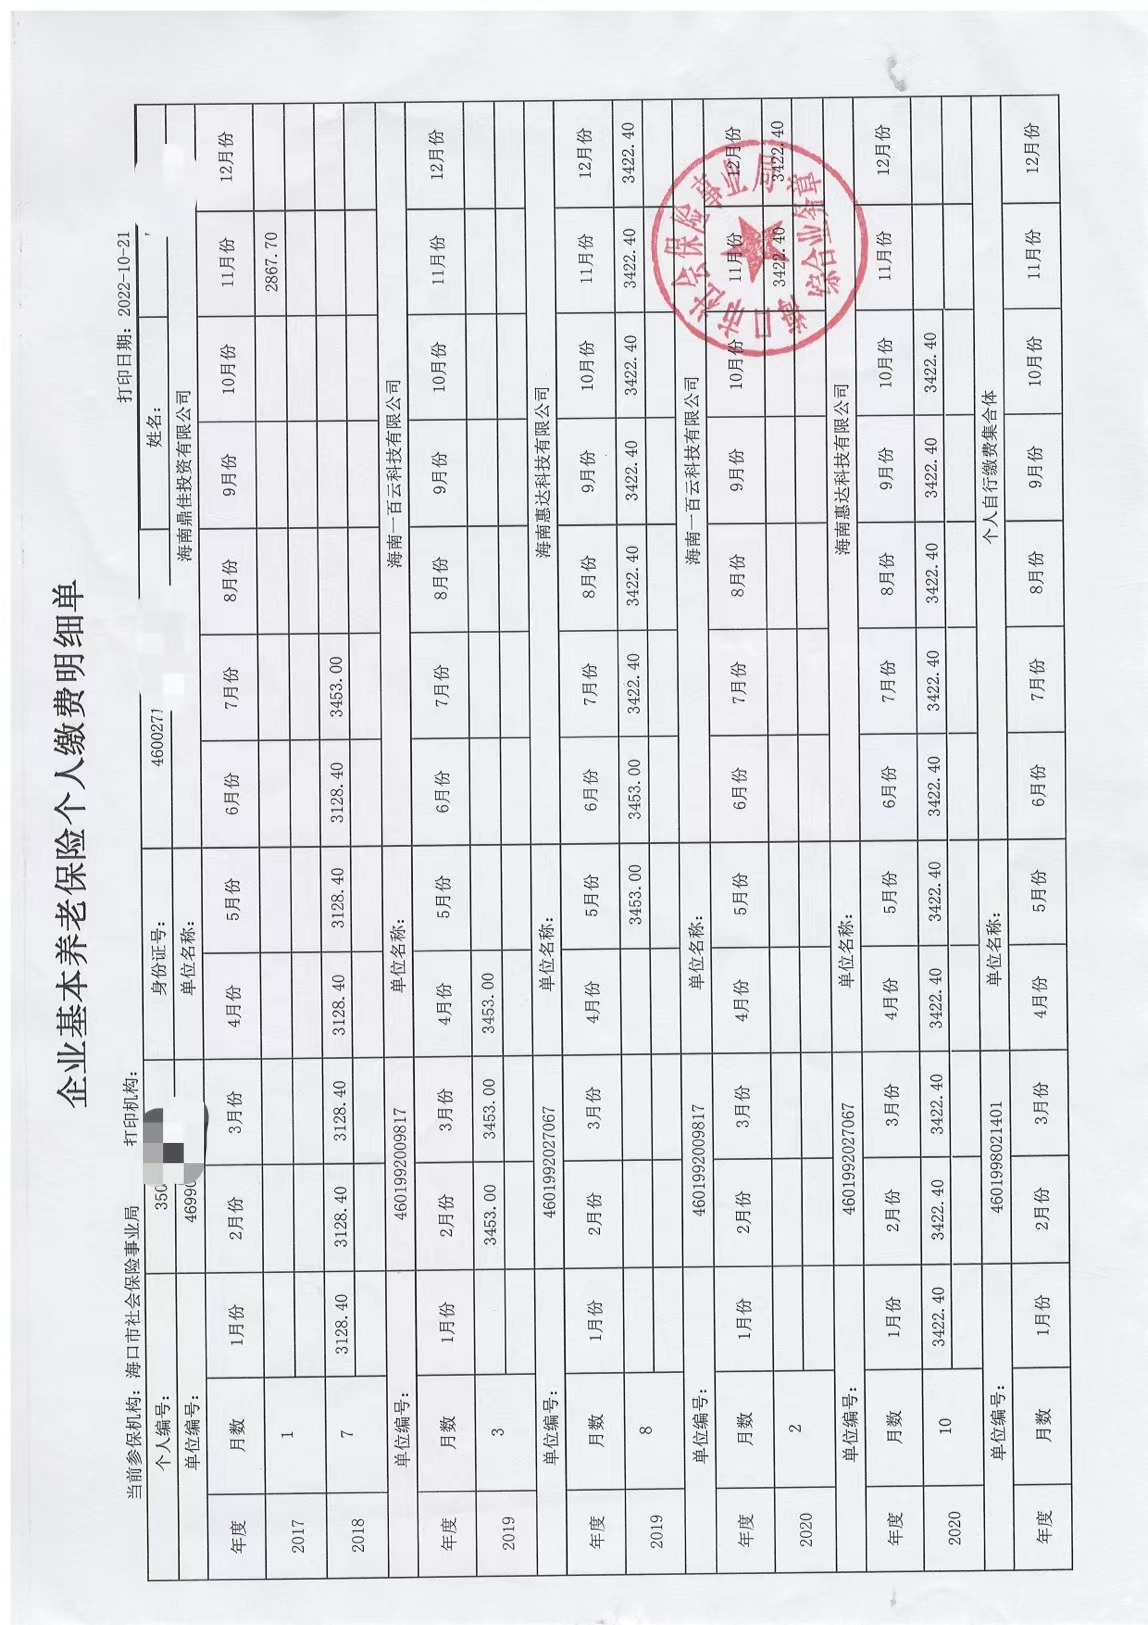 企业基本养老保险个人缴费明细单
当前参保机构：海口市社会保险事业局 打印机构： 打印日期：2022-10-21
个人编号： 350 身份证号： 4600271 姓名：
单位编号： 4699 单位名称： 海南鼎佳投资有限公司
年度 月数 1月份 2月份 3月份 4月份 5月份 6月份 7月份 8月份 9月份 10月份 11月份 12月份
2017 1 2867.70
2018 7 3128.40 3128.40 3128.40 3128.40 3128.40 3128.40 3453.00
单位编号： 4601992009817 单位名称： 海南一百云科技有限公司
年度 月数 1月份 2月份 3月份 4月份 5月份 6月份 7月份 8月份 9月份 10月份 11月份 12月份
2019 3 3453.00 3453.00 3453.00
单位编号： 4601992027067 单位名称： 海南惠达科技有限公司
年度 月数 1月份 2月份 3月份 4月份 5月份 6月份 7月份 8月份 9月份 10月份 11月份 12月份
2019 8 3453.00 3453.00 3422.40 3422.40 3422.40 3422.40 3422.40 3422.40
单位编号： 4601992009817 单位名称： 海南一百云科技有限公司
年度 月数 1月份 2月份 3月份 4月份 5月份 6月份 7月份 8月份 9月份 10月份 11月份 12月份
2020 2 3422.40 3422.40
单位编号： 4601992027067 单位名称： 海南惠达科技有限公司
年度 月数 1月份 2月份 3月份 4月份 5月份 6月份 7月份 8月份 9月份 10月份 11月份 12月份
2020 10 3422.40 3422.40 3422.40 3422.40 3422.40 3422.40 3422.40 3422.40 3422.40 3422.40
单位编号： 4601998021401 单位名称： 个人自行缴费集合体
年度 月数 1月份 2月份 3月份 4月份 5月份 6月份 7月份 8月份 9月份 10月份 11月份 12月份
海口市社会保险事业局
综合业务章